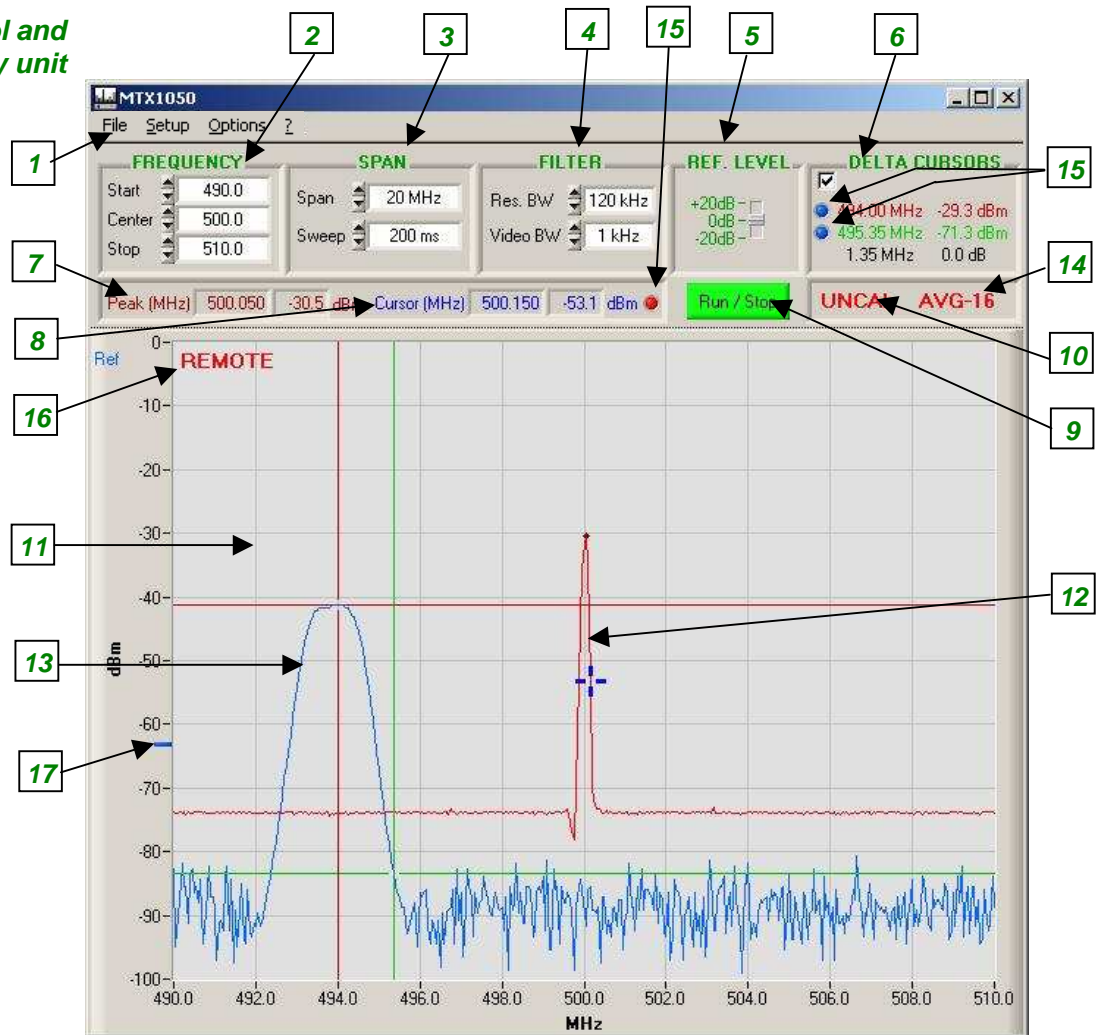 ol and
y unit
2
3
4
15
5
6
MTX1050
File Setup Options ?
1
FREQUENCY
SPAN
FILTER
REF. LEVEL
DELTA CURSORS
15
Start 490.0
Center 500.0
Stop 510.0
Span 20 MHz
Sweep 200 ms
Res. BW 120 kHz
Video BW 1 kHz
+20dB
0dB
-20dB
494.00 MHz -29.3 dBm
495.35 MHz -71.3 dBm
1.35 MHz 0.0 dB
7
14
Peak (MHz) 500.050 -30.5 dBm Cursor (MHz) 500.150 -53.1 dBm
Run / Stop
UNCAL AVG-16
8
10
Ref
REMOTE
16
9
11
12
13
17
0
-10
-20
-30
-40
-50
-60
-70
-80
-90
-100
dBm
490.0 492.0 494.0 496.0 498.0 500.0 502.0 504.0 506.0 508.0 510.0
MHz